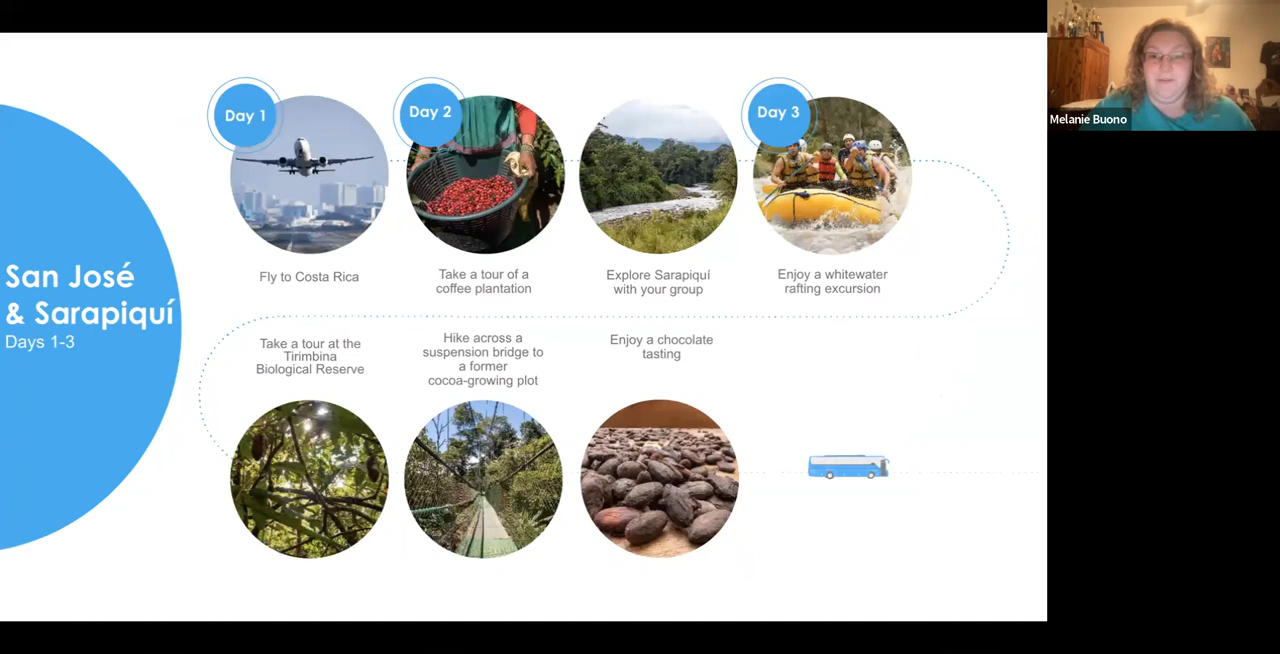 San José
& Sarapiquí
Days 1-3
Day 1
Day 2
Day 3
Fly to Costa Rica
Take a tour of a
coffee plantation
Explore Sarapiquí
with your group
Enjoy a whitewater
rafting excursion
Take a tour at the
Tirimbina
Biological Reserve
Hike across a
suspension bridge to
a former
cocoa-growing plot
Enjoy a chocolate
tasting
Melanie Buono